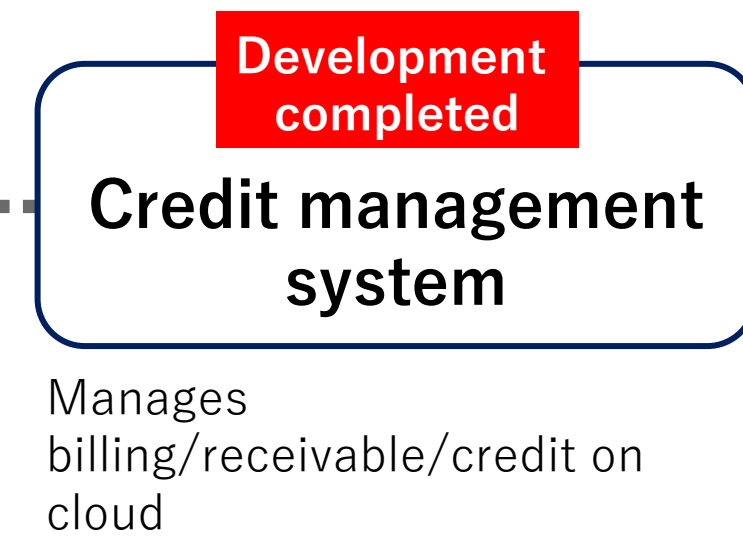 Development
completed
Credit management
system
Manages
billing/receivable/credit on
cloud